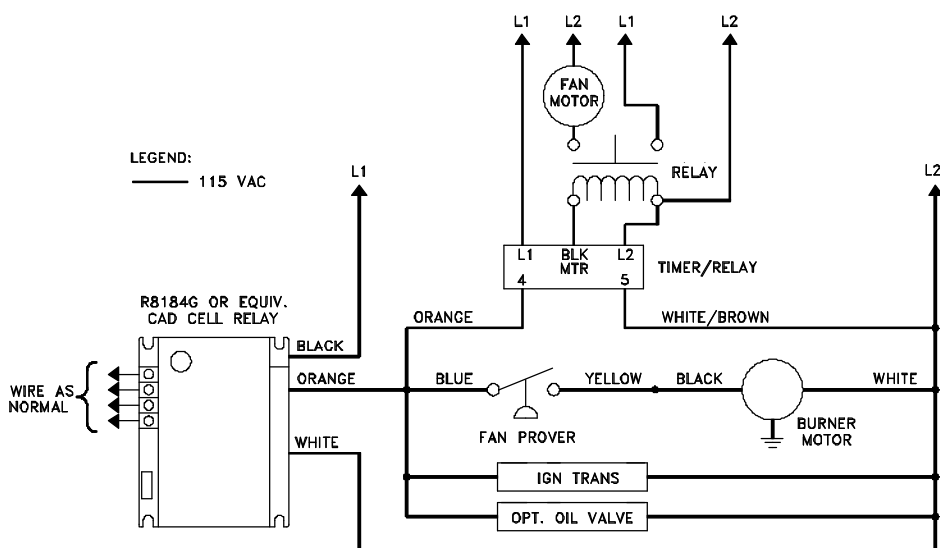 L1 L2 L1 L2
FAN
MOTOR
LEGEND:
115 VAC
L1
RELAY
L2
L1 BLK L2
MTR
4 5
TIMER/RELAY
R8184G OR EQUIV.
CAD CELL RELAY
ORANGE
WHITE/BROWN
BLACK
ORANGE
BLUE
YELLOW
BLACK
WHITE
WIRE AS
NORMAL
FAN PROVER
BURNER
MOTOR
WHITE
IGN TRANS
OPT. OIL VALVE